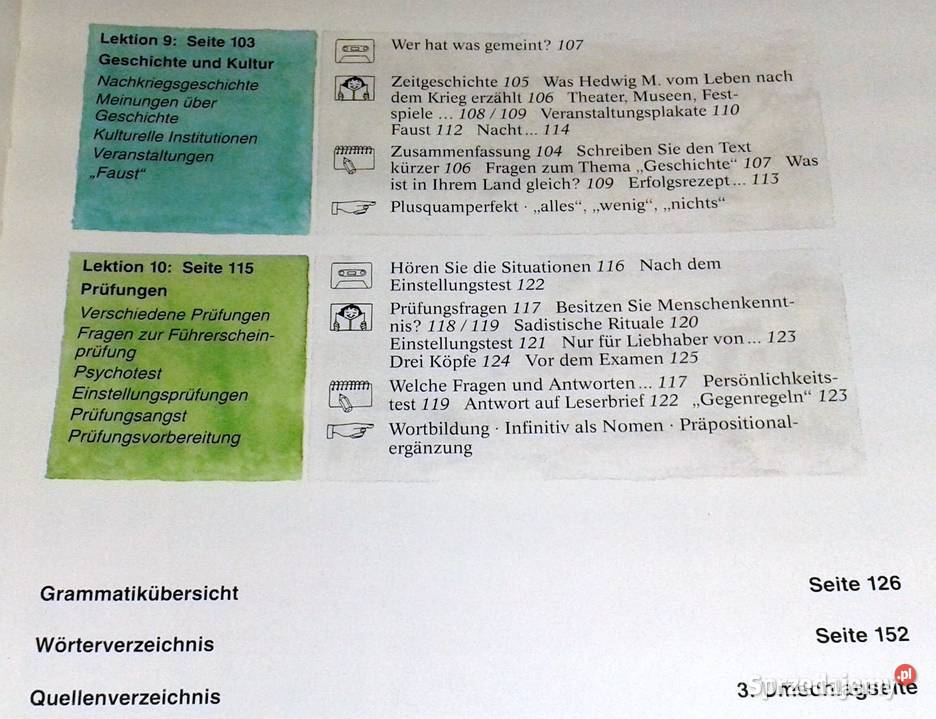 Lektion 9: Seite 103
Geschichte und Kultur
Nachkriegsgeschichte
Meinungen über
Geschichte
Kulturelle Institutionen
Veranstaltungen
„Faust“
Wer hat was gemeint? 107
Zeitgeschichte 105 Was Hedwig M. vom Leben nach
dem Krieg erzählt 106 Theater, Museen, Fest-
spiele ... 108 / 109 Veranstaltungsplakate 110
Faust 112 Nacht... 114
Zusammenfassung 104 Schreiben Sie den Text
kürzer 106 Fragen zum Thema „Geschichte“ 107 Was
ist in Ihrem Land gleich? 109 Erfolgsrezept... 113
Plusquamperfekt · „alles“, „wenig“, „nichts“
Lektion 10: Seite 115
Prüfungen
Verschiedene Prüfungen
Fragen zur Führerschein-
prüfung
Psychotest
Einstellungsprüfungen
Prüfungsangst
Prüfungsvorbereitung
Hören Sie die Situationen 116 Nach dem
Einstellungstest 122
Prüfungsfragen 117 Besitzen Sie Menschenkennt-
nis? 118 / 119 Sadistische Rituale 120
Einstellungstest 121 Nur für Liebhaber von ... 123
Drei Köpfe 124 Vor dem Examen 125
Welche Fragen und Antworten ... 117 Persönlichkeits-
test 119 Antwort auf Leserbrief 122 „Gegenregeln“ 123
Wortbildung · Infinitiv als Nomen · Präpositional-
ergänzung
Grammatikübersicht Seite 126
Wörterverzeichnis Seite 152
Quellenverzeichnis 3. Umschlagseite
Sprzedajemy.pl